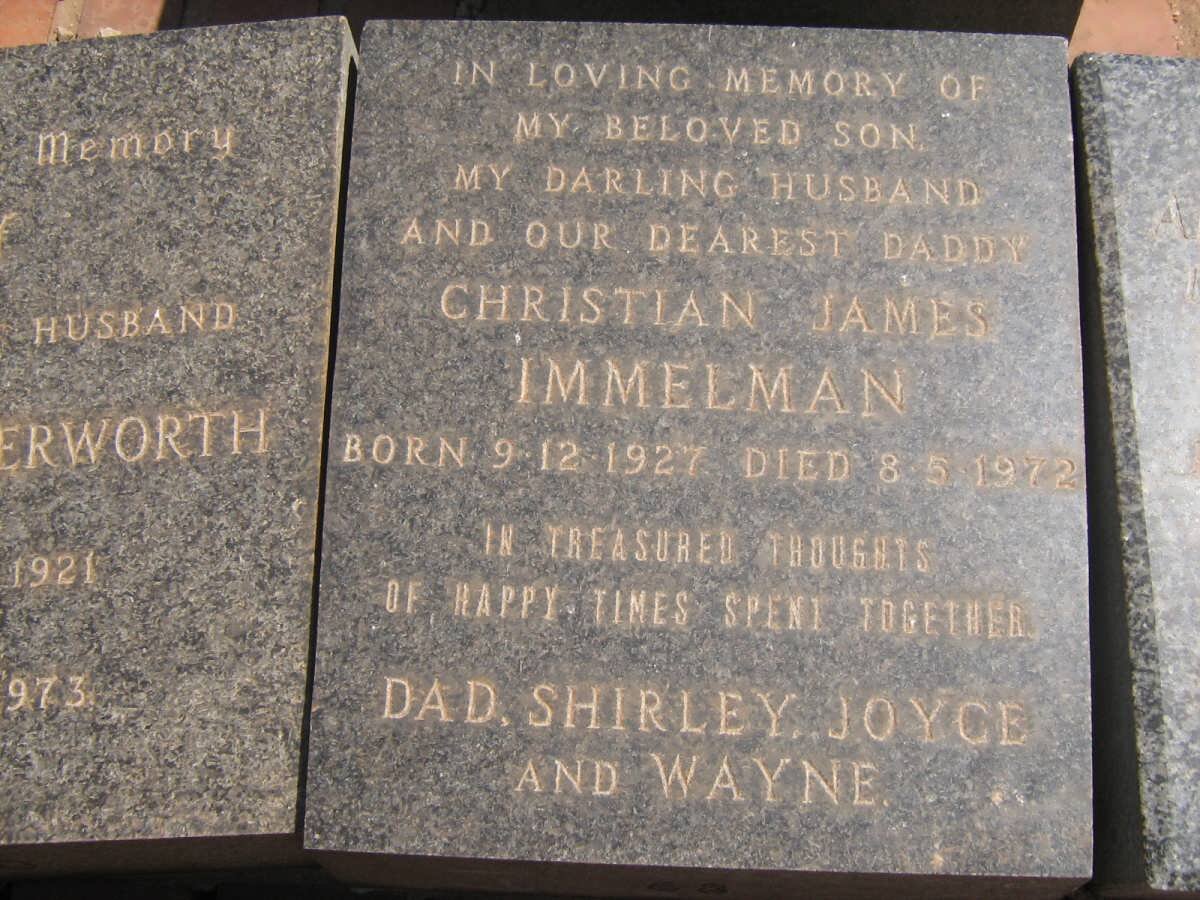 Memory
HUSBAND
ERWORTH
1921
1973
IN LOVING MEMORY OF
MY BELOVED SON,
MY DARLING HUSBAND
AND OUR DEAREST DADDY
CHRISTIAN JAMES
IMMELMAN
BORN 9·12·1927 DIED 8·5·1972
IN TREASURED THOUGHTS
OF HAPPY TIMES SPENT TOGETHER.
DAD, SHIRLEY, JOYCE
AND WAYNE.